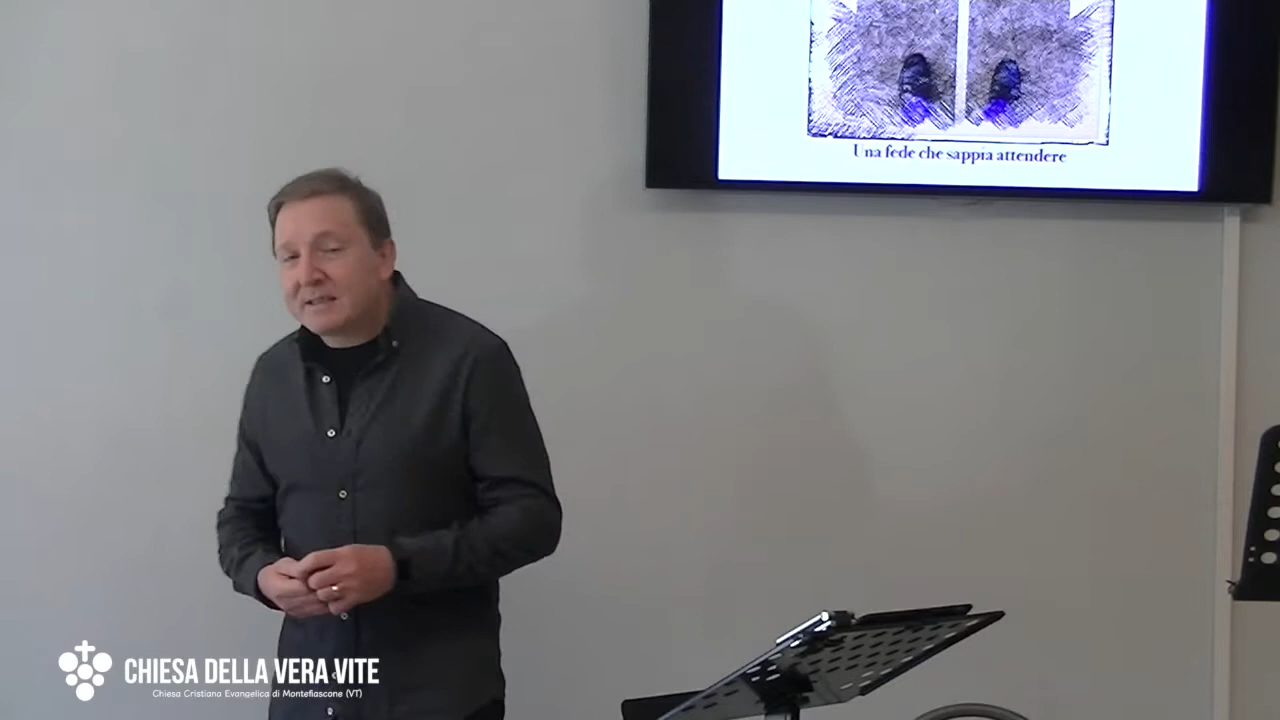 Una fede che sappia attendere
CHIESA DELLA VERA VITE
Chiesa Cristiana Evangelica di Montefiascone (VT)